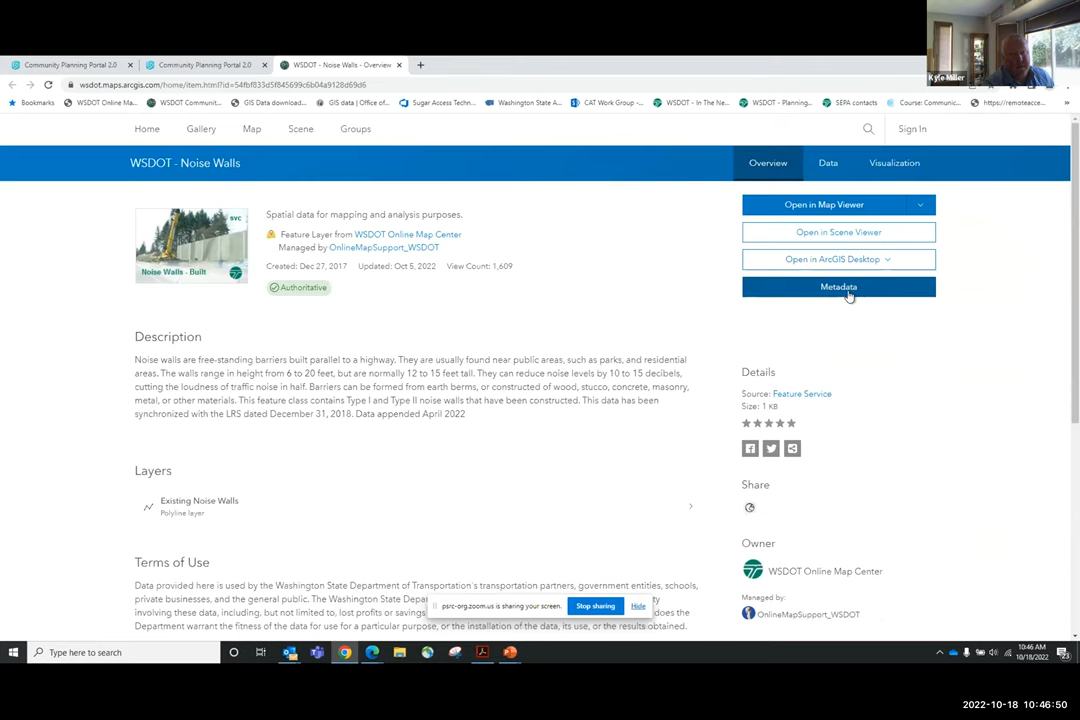 Kyle Miller
Community Planning Portal 2.0
Community Planning Portal 2.0
WSDOT - Noise Walls - Overview
wsdot.maps.arcgis.com/home/item.html?id=54fbf833d5f845699c6b04a9128d69d6
Bookmarks
WSDOT Online Ma...
WSDOT Communit...
GIS Data download...
GIS data | Office of...
Sugar Access Techn...
Washington State A...
CAT Work Group -...
WSDOT - In The Ne...
WSDOT - Planning...
SEPA contacts
Course: Communic...
https://remoteacce...
Home
Gallery
Map
Scene
Groups
Sign In
WSDOT - Noise Walls
Overview
Data
Visualization
svc
Noise Walls - Built
Spatial data for mapping and analysis purposes.
Feature Layer from WSDOT Online Map Center
Managed by OnlineMapSupport_WSDOT
Created: Dec 27, 2017 Updated: Oct 5, 2022 View Count: 1,609
Authoritative
Open in Map Viewer
Open in Scene Viewer
Open in ArcGIS Desktop
Metadata
Description
Noise walls are free-standing barriers built parallel to a highway. They are usually found near public areas, such as parks, and residential
areas. The walls range in height from 6 to 20 feet, but are normally 12 to 15 feet tall. They can reduce noise levels by 10 to 15 decibels,
cutting the loudness of traffic noise in half. Barriers can be formed from earth berms, or constructed of wood, stucco, concrete, masonry,
metal, or other materials. This feature class contains Type I and Type II noise walls that have been constructed. This data has been
synchronized with the LRS dated December 31, 2018. Data appended April 2022
Layers
Existing Noise Walls
Polyline layer
Terms of Use
Data provided here is used by the Washington State Department of Transportation's transportation partners, government entities, schools,
private businesses, and the general public. The Washington State Depa
involving these data, including, but not limited to, lost profits or savings
does the
Department warrant the fitness of the data for use for a particular purpose, or the installation of the data, its use, or the results obtained.
Details
Source: Feature Service
Size: 1 KB
Share
Owner
WSDOT Online Map Center
Managed by:
OnlineMapSupport_WSDOT
psrc-org.zoom.us is sharing your screen.
Stop sharing
Hide
Type here to search
10:46 AM
10/18/2022
23
2022-10-18 10:46:50